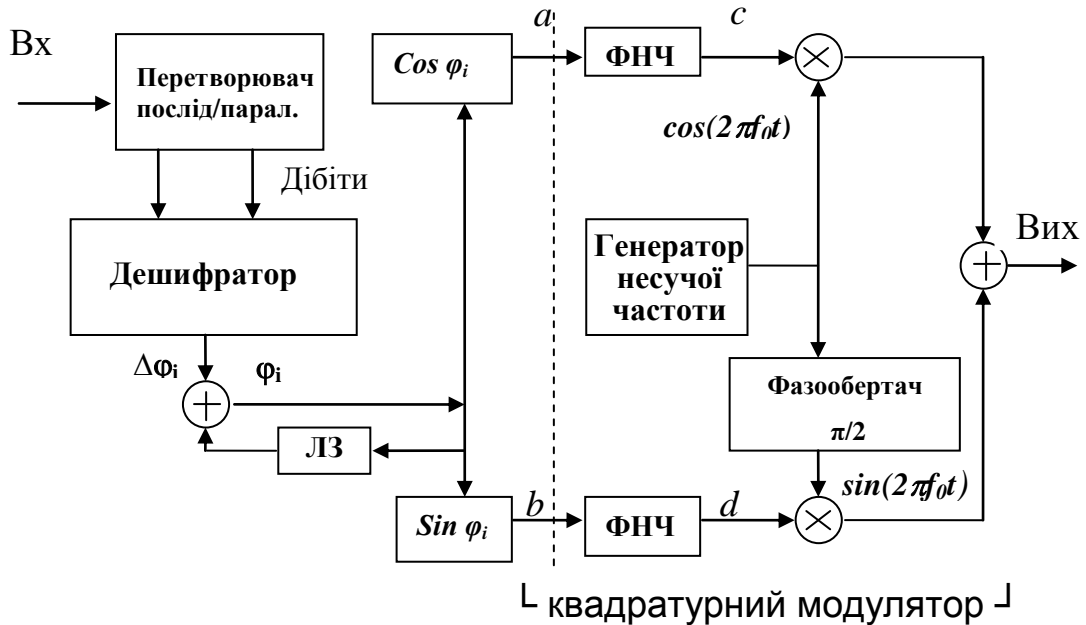 Вх
Перетворювач
послід/парал.
Дібіти
Дешифратор
Δφᵢ
φᵢ
ЛЗ
Cos φᵢ
Sin φᵢ
a
b
ФНЧ
ФНЧ
c
d
cos(2πf₀t)
Генератор
несучої
частоти
Фазообертач
π/2
sin(2πf₀t)
Вих
└ квадратурний модулятор ┘